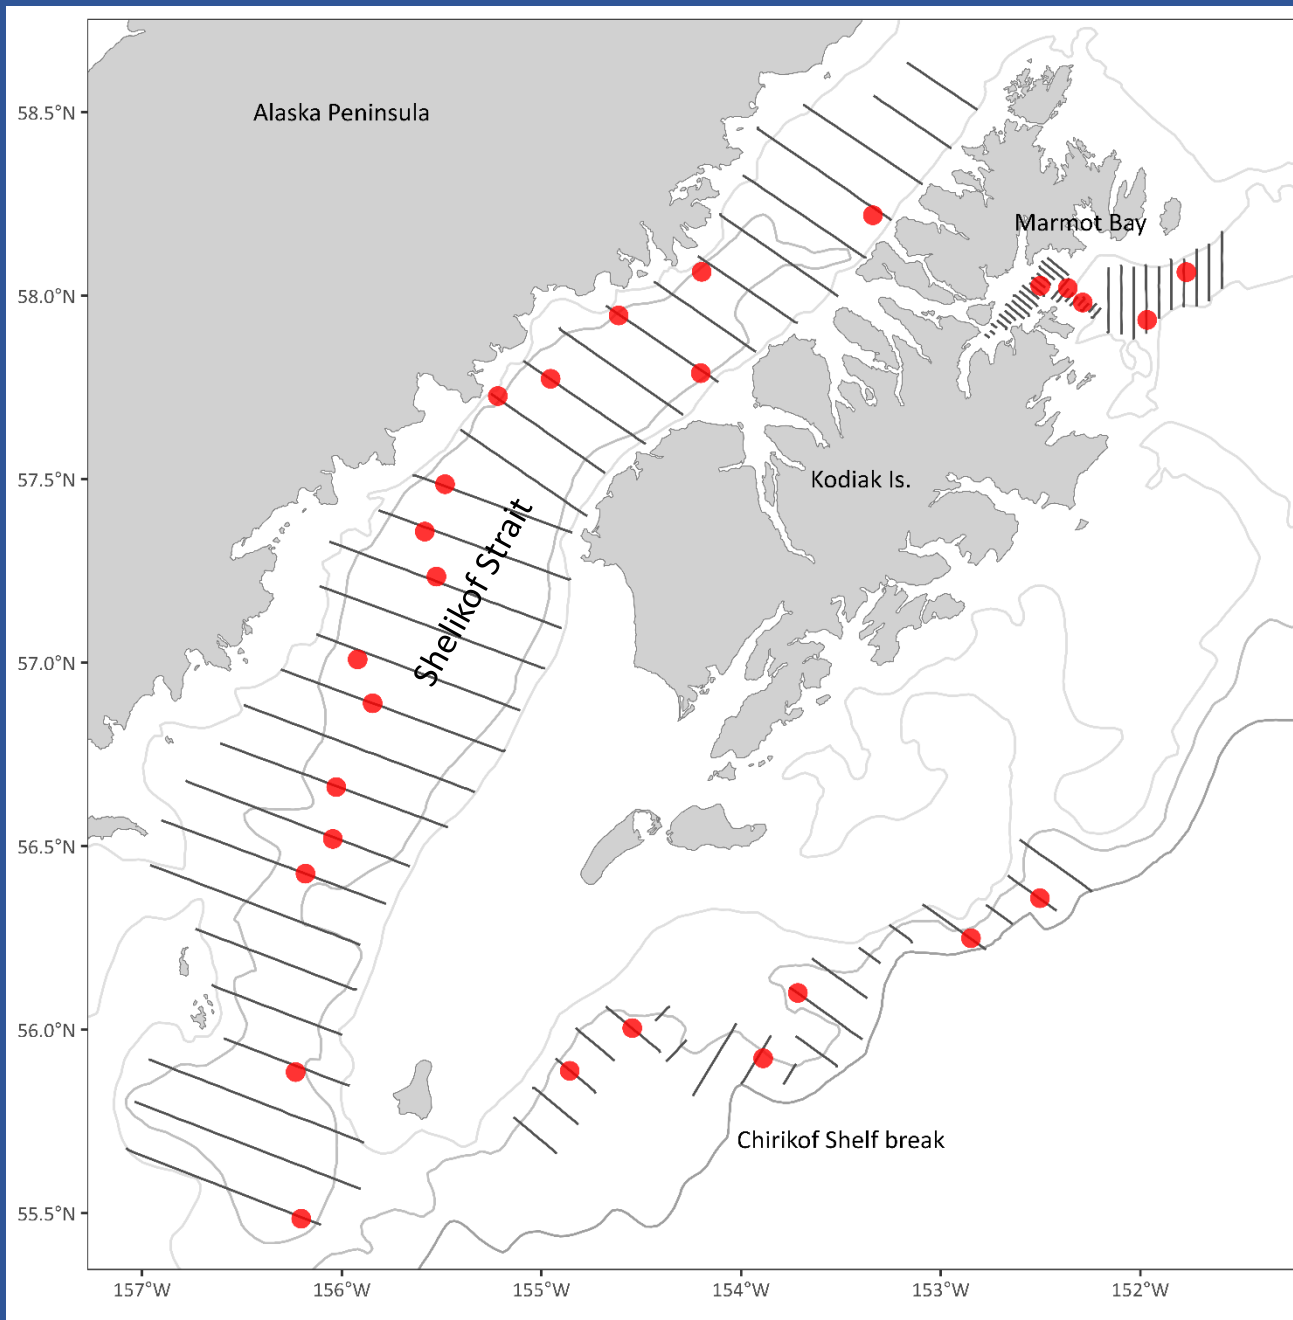 58.5°N
58.0°N
57.5°N
57.0°N
56.5°N
56.0°N
55.5°N
Alaska Peninsula
Marmot Bay
Kodiak Is.
Shelikof Strait
Chirikof Shelf break
157°W
156°W
155°W
154°W
153°W
152°W